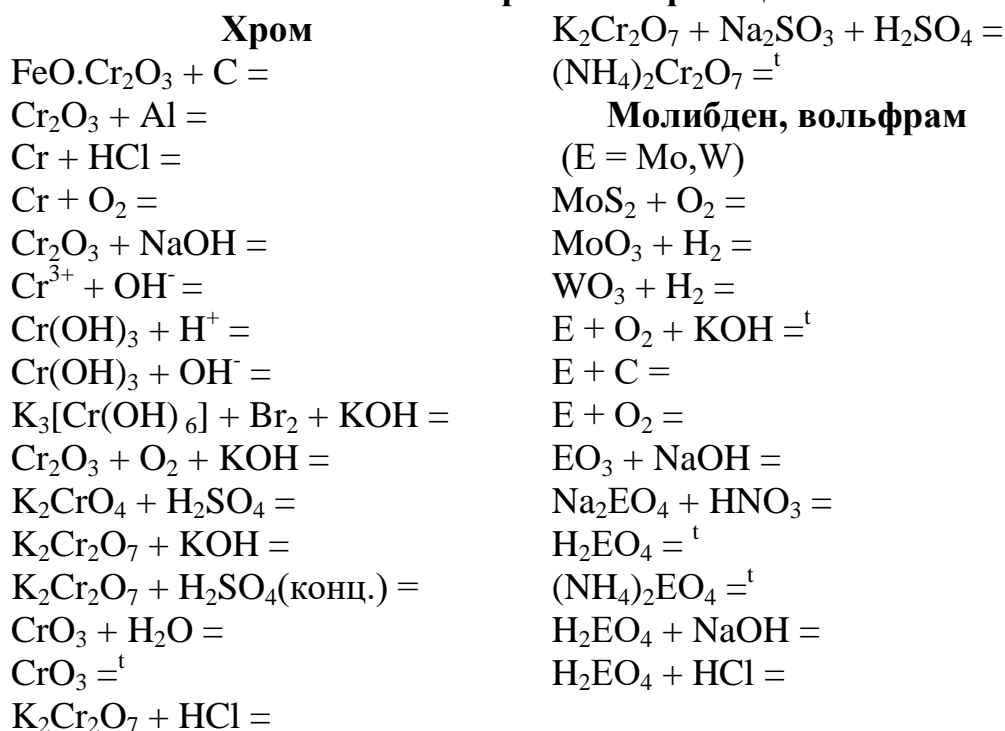 Хром
FeO.Cr₂O₃ + C =
Cr₂O₃ + Al =
Cr + HCl =
Cr + O₂ =
Cr₂O₃ + NaOH =
Cr³⁺ + OH⁻ =
Cr(OH)₃ + H⁺ =
Cr(OH)₃ + OH⁻ =
K₃[Cr(OH) ₆] + Br₂ + KOH =
Cr₂O₃ + O₂ + KOH =
K₂CrO₄ + H₂SO₄ =
K₂Cr₂O₇ + KOH =
K₂Cr₂O₇ + H₂SO₄(конц.) =
CrO₃ + H₂O =
CrO₃ =ᵗ
K₂Cr₂O₇ + HCl =
K₂Cr₂O₇ + Na₂SO₃ + H₂SO₄ =
(NH₄)₂Cr₂O₇ =ᵗ
Молибден, вольфрам
(E = Mo,W)
MoS₂ + O₂ =
MoO₃ + H₂ =
WO₃ + H₂ =
E + O₂ + KOH =ᵗ
E + C =
E + O₂ =
EO₃ + NaOH =
Na₂EO₄ + HNO₃ =
H₂EO₄ = ᵗ
(NH₄)₂EO₄ =ᵗ
H₂EO₄ + NaOH =
H₂EO₄ + HCl =